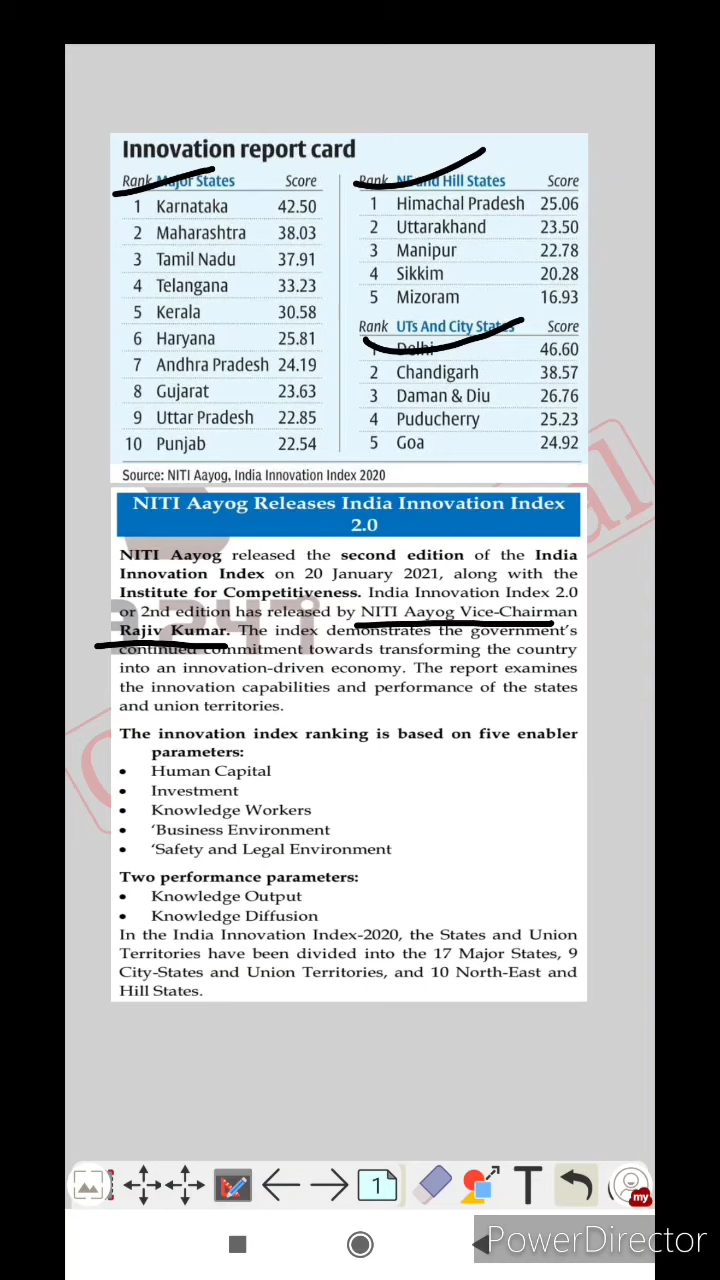 Innovation report card
Rank Major States Score
1 Karnataka 42.50
2 Maharashtra 38.03
3 Tamil Nadu 37.91
4 Telangana 33.23
5 Kerala 30.58
6 Haryana 25.81
7 Andhra Pradesh 24.19
8 Gujarat 23.63
9 Uttar Pradesh 22.85
10 Punjab 22.54
Rank NE and Hill States Score
1 Himachal Pradesh 25.06
2 Uttarakhand 23.50
3 Manipur 22.78
4 Sikkim 20.28
5 Mizoram 16.93
Rank UTs And City States Score
1 Delhi 46.60
2 Chandigarh 38.57
3 Daman & Diu 26.76
4 Puducherry 25.23
5 Goa 24.92
Source: NITI Aayog, India Innovation Index 2020
NITI Aayog Releases India Innovation Index
2.0
NITI Aayog released the second edition of the India
Innovation Index on 20 January 2021, along with the
Institute for Competitiveness. India Innovation Index 2.0
or 2nd edition has released by NITI Aayog Vice-Chairman
Rajiv Kumar. The index demonstrates the government's
continued commitment towards transforming the country
into an innovation-driven economy. The report examines
the innovation capabilities and performance of the states
and union territories.
The innovation index ranking is based on five enabler
parameters:
• Human Capital
• Investment
• Knowledge Workers
• 'Business Environment
• 'Safety and Legal Environment
Two performance parameters:
• Knowledge Output
• Knowledge Diffusion
In the India Innovation Index-2020, the States and Union
Territories have been divided into the 17 Major States, 9
City-States and Union Territories, and 10 North-East and
Hill States.
1
T
my
PowerDirector